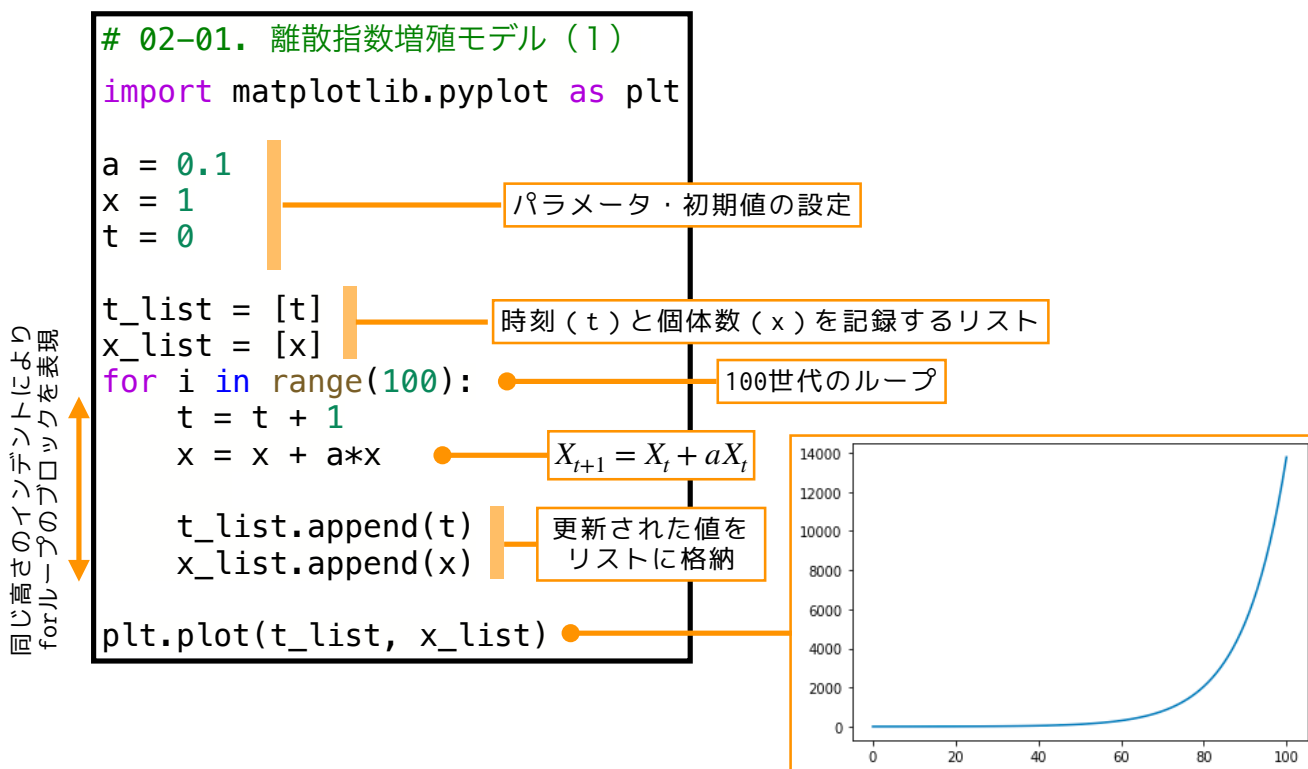 # 02-01. 離散指数増殖モデル（1）
import matplotlib.pyplot as plt
a = 0.1
x = 1
t = 0
パラメータ・初期値の設定
t_list = [t]
x_list = [x]
時刻（t）と個体数（x）を記録するリスト
for i in range(100):
100世代のループ
t = t + 1
x = x + a*x
X_{t+1} = X_t + aX_t
t_list.append(t)
x_list.append(x)
更新された値を
リストに格納
plt.plot(t_list, x_list)
同じ高さのインデントにより
forループのブロックを表現
14000
12000
10000
8000
6000
4000
2000
0
0 20 40 60 80 100